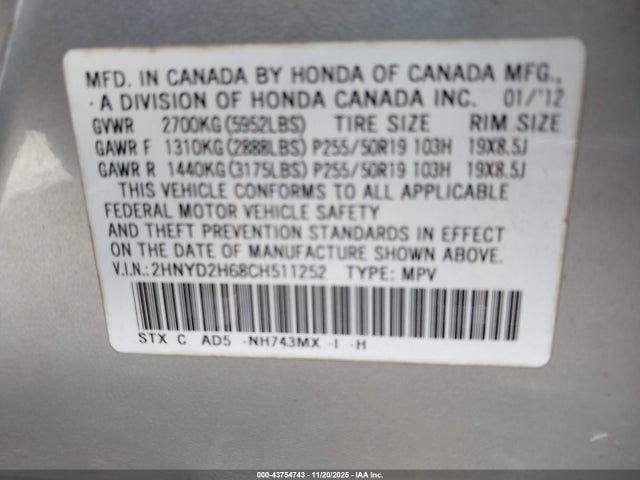 MFD. IN CANADA BY HONDA OF CANADA MFG.,
A DIVISION OF HONDA CANADA INC. 01/'12
GVWR 2700KG(5952LBS) TIRE SIZE RIM SIZE
GAWR F 1310KG(2888LBS) P255/50R19 103H 19X8.5J
GAWR R 1440KG(3175LBS) P255/50R19 103H 19X8.5J
THIS VEHICLE CONFORMS TO ALL APPLICABLE
FEDERAL MOTOR VEHICLE SAFETY
AND THEFT PREVENTION STANDARDS IN EFFECT
ON THE DATE OF MANUFACTURE SHOWN ABOVE.
V.I.N.:2HNYD2H68CH511252 TYPE: MPV
STX C AD5 -NH743MX -I -H
000-43754743 - 11/20/2025 - IAA Inc.